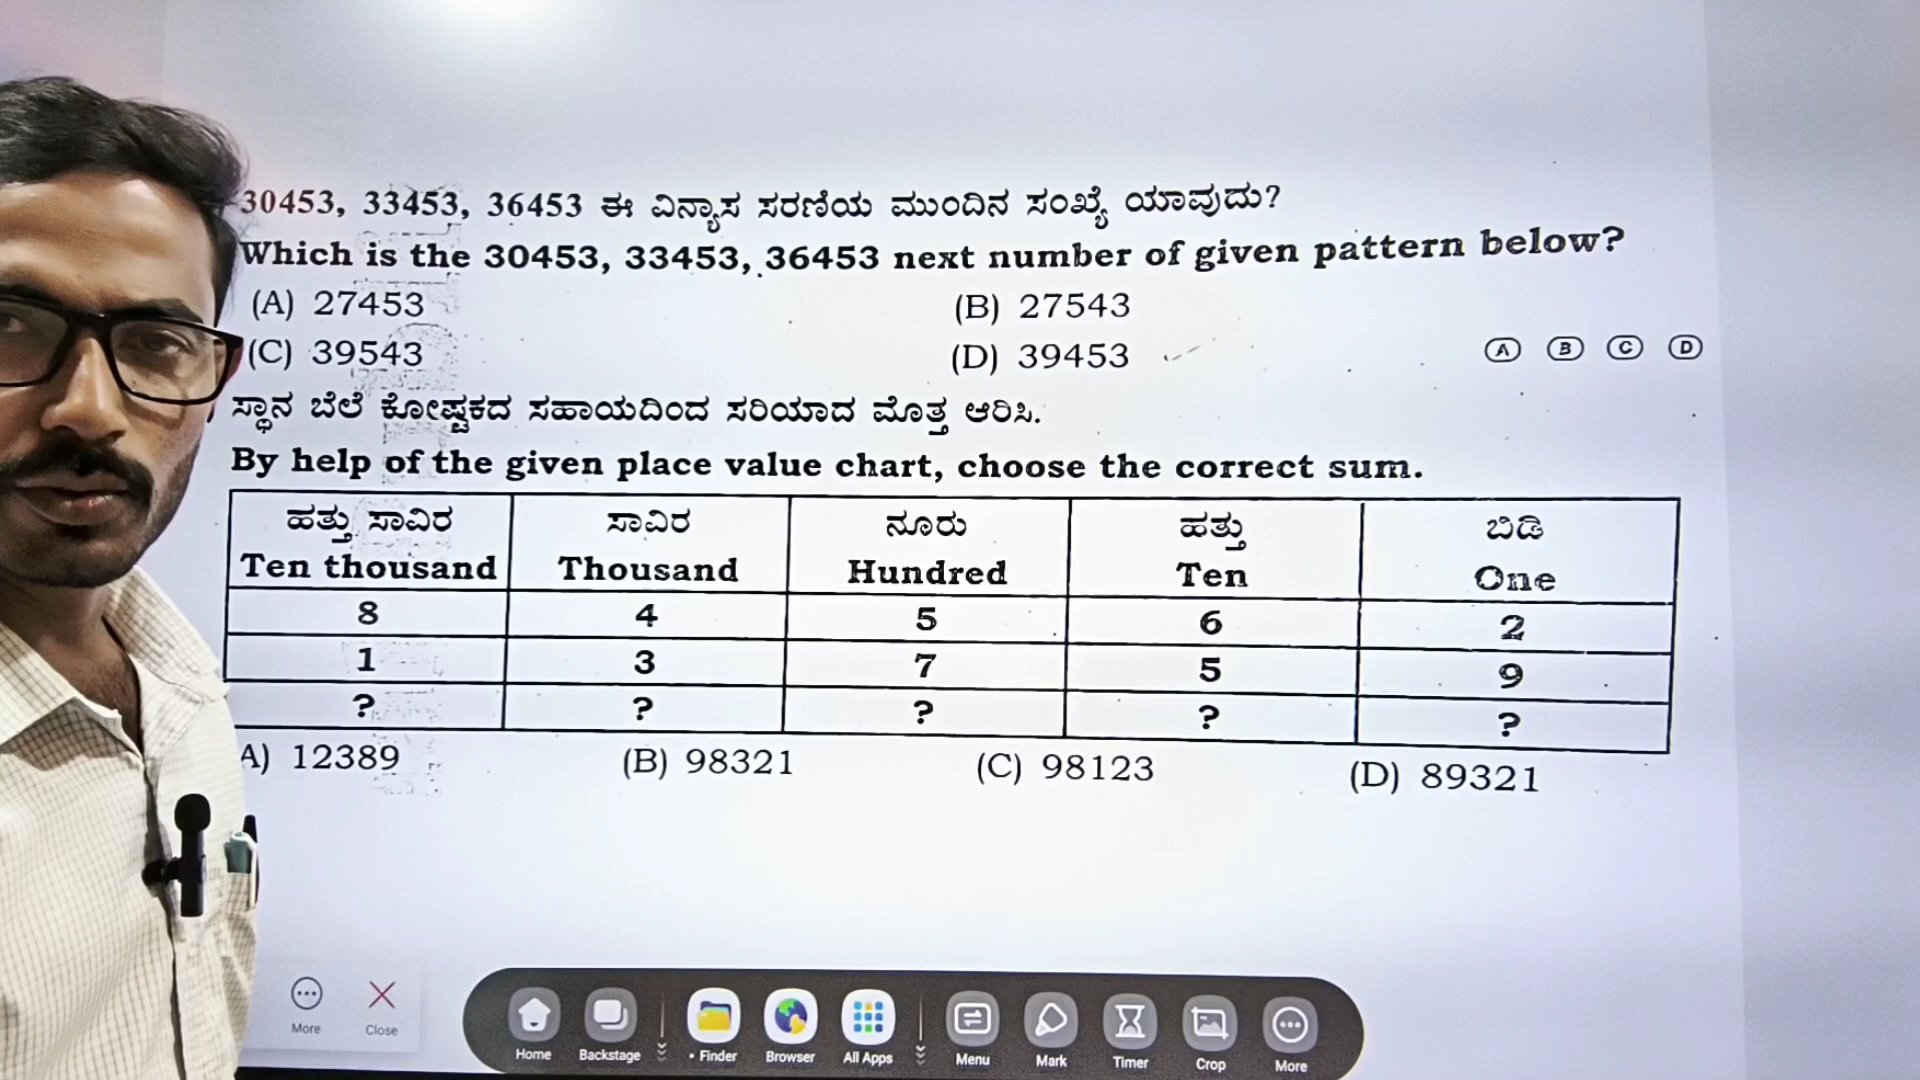 30453, 33453, 36453 ಈ ವಿನ್ಯಾಸ ಸರಣಿಯ ಮುಂದಿನ ಸಂಖ್ಯೆ ಯಾವುದು?
Which is the 30453, 33453, 36453 next number of given pattern below?
(A) 27453 (B) 27543
(C) 39543 (D) 39453
A B C D
ಸ್ಥಾನ ಬೆಲೆ ಕೋಷ್ಟಕದ ಸಹಾಯದಿಂದ ಸರಿಯಾದ ಮೊತ್ತ ಆರಿಸಿ.
By help of the given place value chart, choose the correct sum.
ಹತ್ತು ಸಾವಿರ ಸಾವಿರ ನೂರು ಹತ್ತು ಬಿಡಿ
Ten thousand Thousand Hundred Ten One
8 4 5 6 2
1 3 7 5 9
? ? ? ? ?
A) 12389 (B) 98321 (C) 98123 (D) 89321
More Close
Home Backstage Finder Browser All Apps Menu Mark Timer Crop More